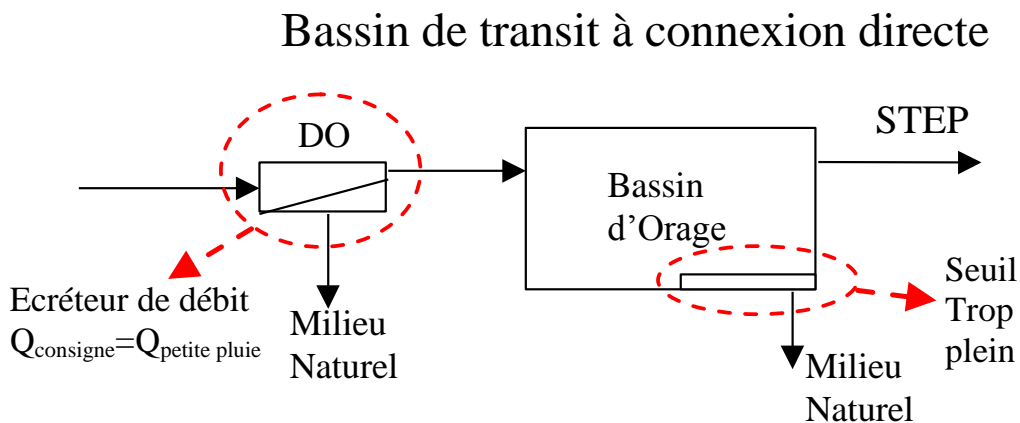 Bassin de transit à connexion directe
DO
STEP
Bassin
d’Orage
Ecréteur de débit
Qconsigne=Qpetite pluie
Milieu
Naturel
Seuil
Trop
plein
Milieu
Naturel